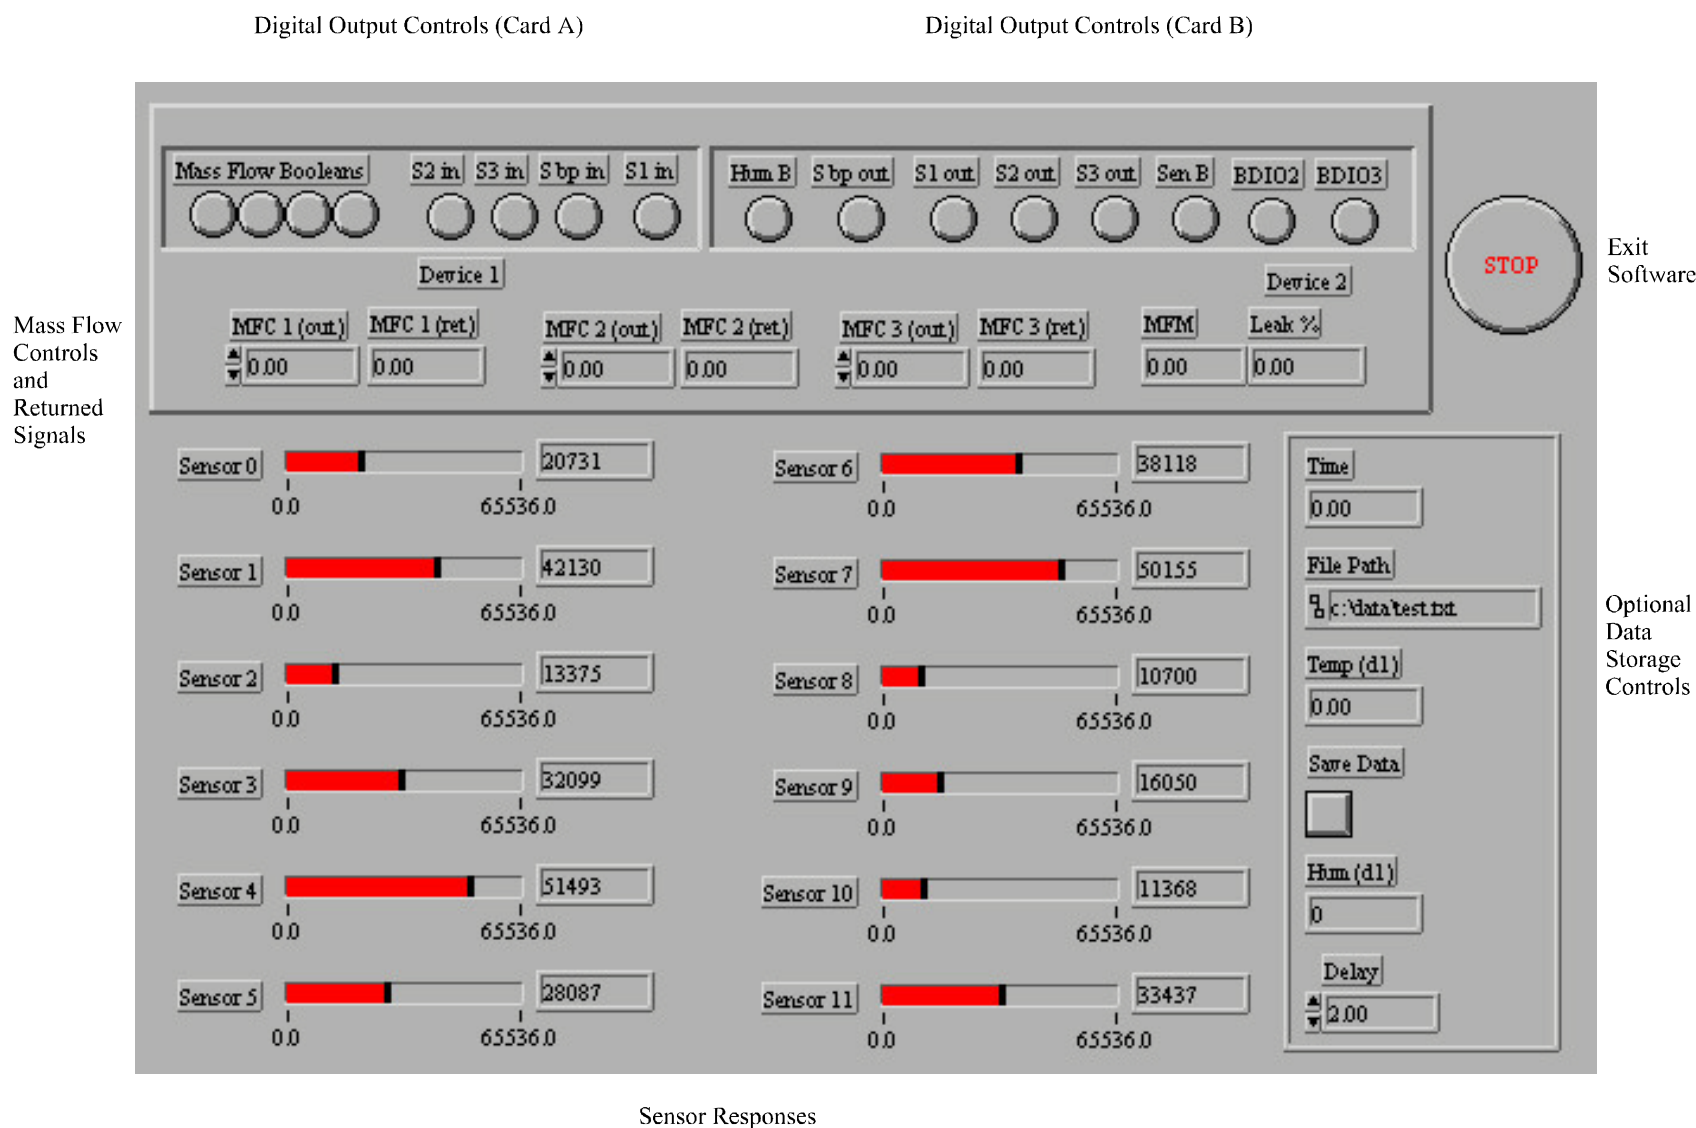 Digital Output Controls (Card A)
Digital Output Controls (Card B)
Mass Flow Booleans
S2 in
S3 in
Sbp in
S1 in
Hum B
Sbp out
S1 out
S2 out
S3 out
Sen B
BDIO2
BDIO3
STOP
Exit
Software
Device 1
Device 2
Mass Flow
Controls
and
Returned
Signals
MFC 1 (out)
MFC 1 (ret)
MFC 2 (out)
MFC 2 (ret)
MFC 3 (out)
MFC 3 (ret)
MFM
Leak %
0.00
0.00
0.00
0.00
0.00
0.00
0.00
0.00
Sensor 0
20731
0.0
65536.0
Sensor 1
42130
0.0
65536.0
Sensor 2
13375
0.0
65536.0
Sensor 3
32099
0.0
65536.0
Sensor 4
51493
0.0
65536.0
Sensor 5
28087
0.0
65536.0
Sensor 6
38118
0.0
65536.0
Sensor 7
50155
0.0
65536.0
Sensor 8
10700
0.0
65536.0
Sensor 9
16050
0.0
65536.0
Sensor 10
11368
0.0
65536.0
Sensor 11
33437
0.0
65536.0
Time
0.00
File Path
c:\data\test.txt
Temp (d1)
0.00
Save Data
Hum (d1)
0
Delay
2.00
Optional
Data
Storage
Controls
Sensor Responses